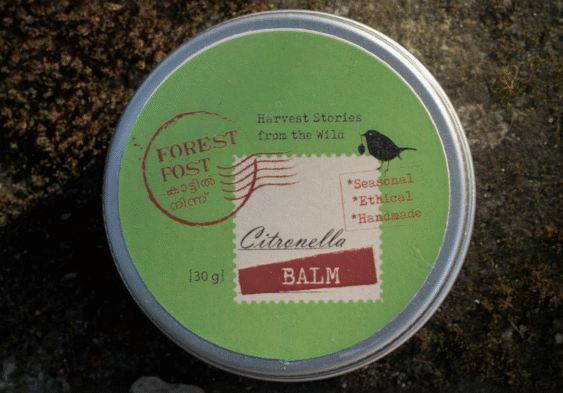 Harvest Stories
from the Wild
FOREST
POST
കാട്ടിൽ
നിന്ന്
*Seasonal
*Ethical
*Handmade
Citronella
[30 g]
BALM